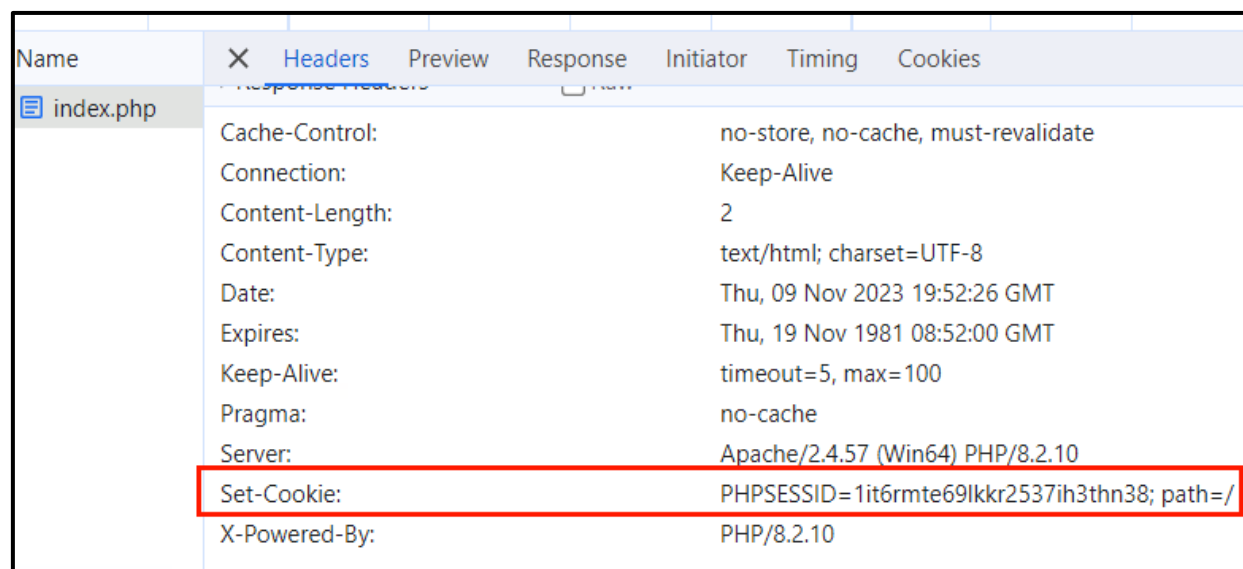 Name
Headers Preview Response Initiator Timing Cookies
index.php
Response Headers Raw
Cache-Control: no-store, no-cache, must-revalidate
Connection: Keep-Alive
Content-Length: 2
Content-Type: text/html; charset=UTF-8
Date: Thu, 09 Nov 2023 19:52:26 GMT
Expires: Thu, 19 Nov 1981 08:52:00 GMT
Keep-Alive: timeout=5, max=100
Pragma: no-cache
Server: Apache/2.4.57 (Win64) PHP/8.2.10
Set-Cookie: PHPSESSID=1it6rmte69lkkr2537ih3thn38; path=/
X-Powered-By: PHP/8.2.10